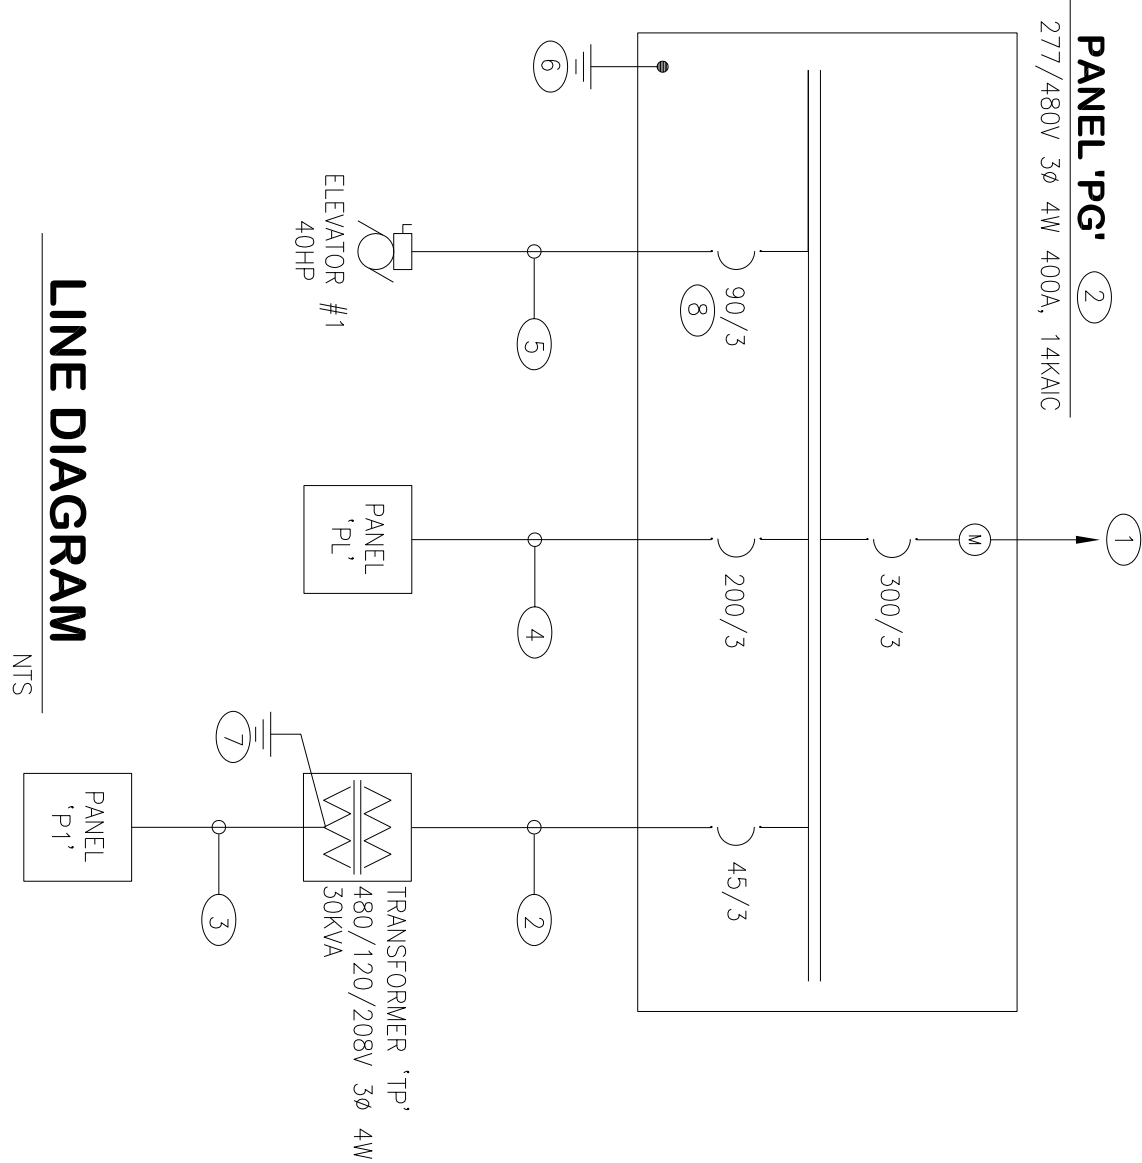 PANEL 'PG' 2
277/480V 3Ø 4W 400A, 14KAIC
1
M
300/3
90/3
8
200/3
45/3
6
5
4
2
ELEVATOR #1
40HP
PANEL
'PL'
TRANSFORMER 'TP'
480/120/208V 3Ø 4W
30KVA
7
3
PANEL
'P1'
LINE DIAGRAM
NTS